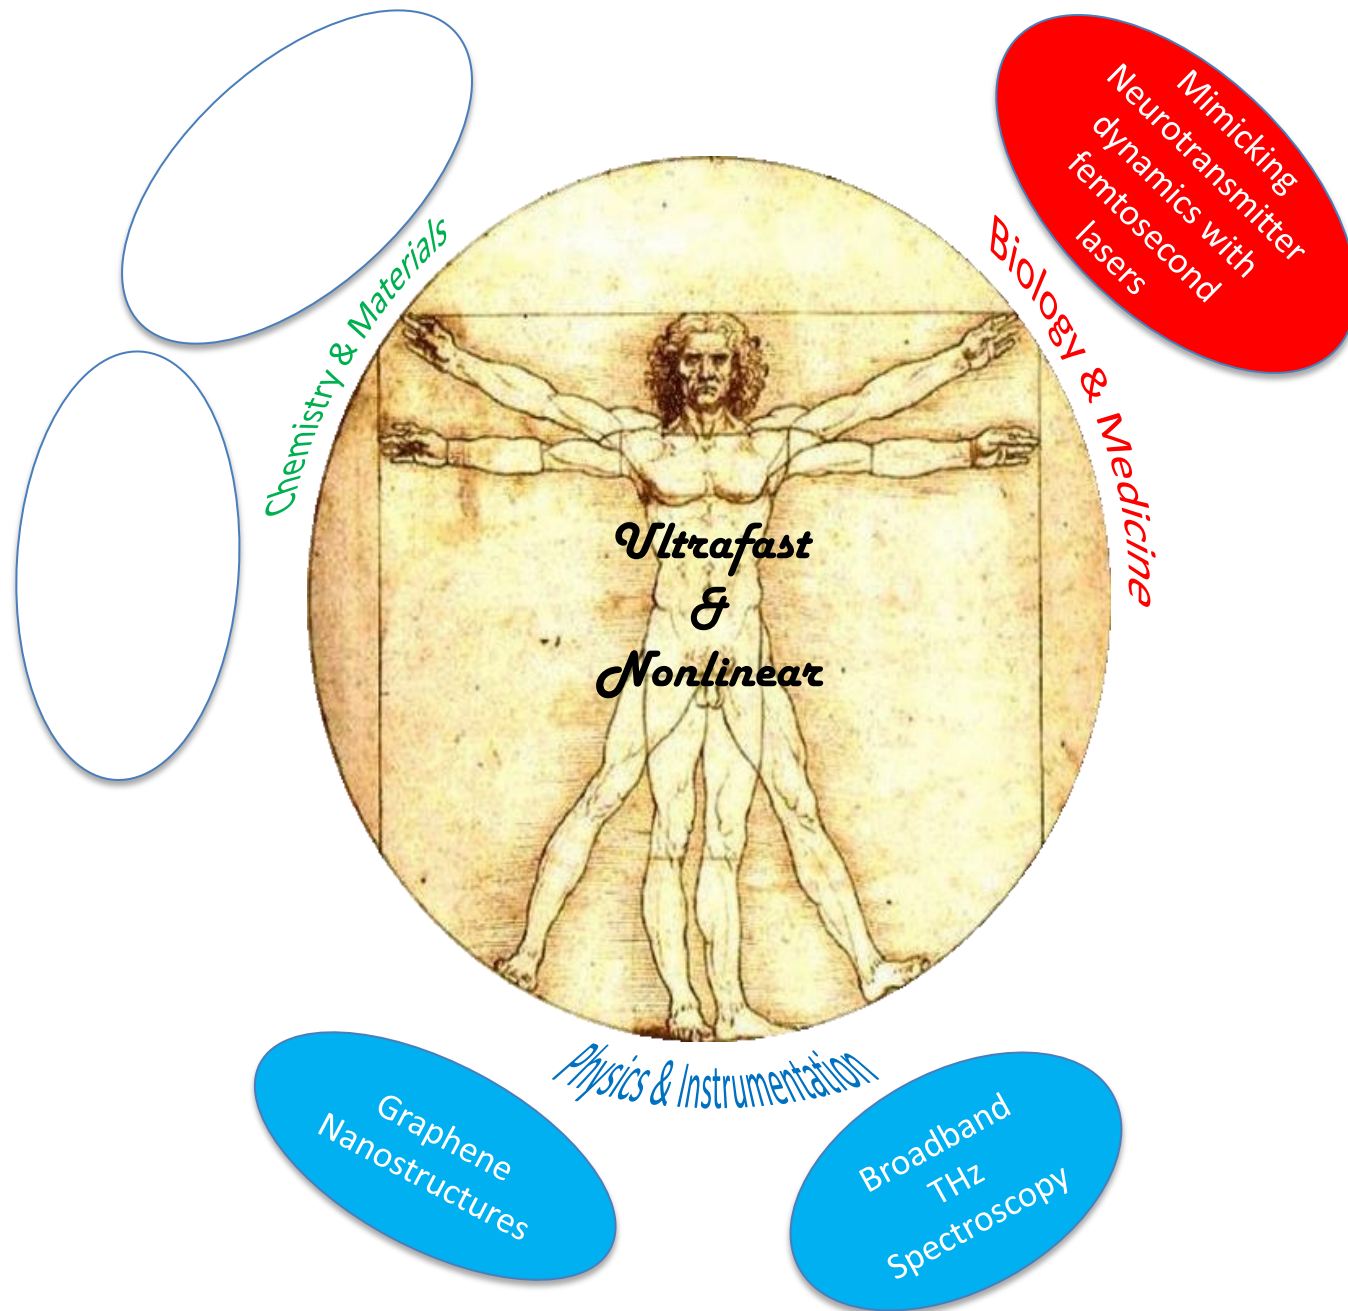 Mimicking
Neurotransmitter
dynamics with
femtosecond
lasers
Chemistry & Materials
Biology & Medicine
Ultrafast
&
Nonlinear
Physics & Instrumentation
Graphene
Nanostructures
Broadband
THz
Spectroscopy